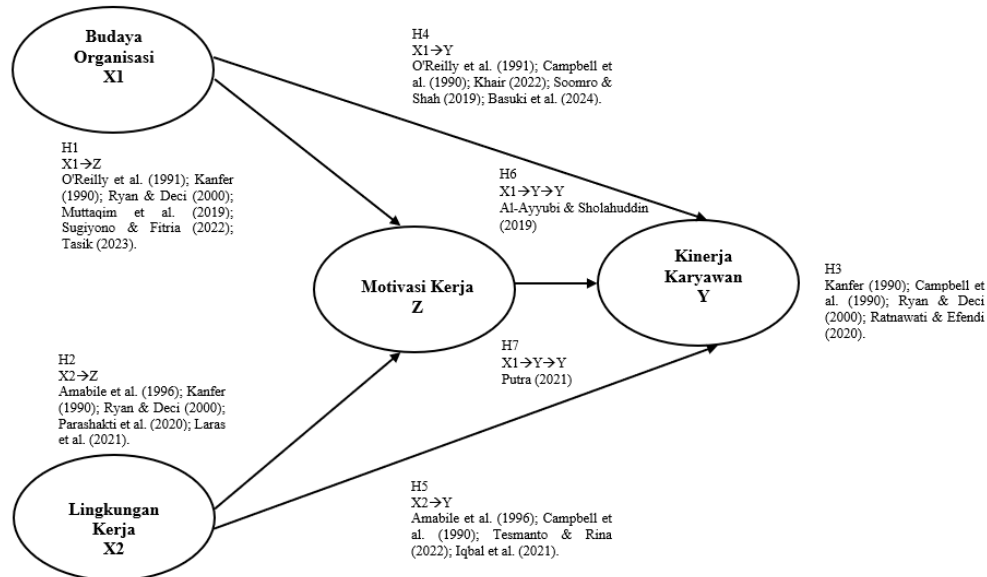 Budaya
Organisasi
X1
H4
X1→Y
O'Reilly et al. (1991); Campbell et
al. (1990); Khair (2022); Soomro &
Shah (2019); Basuki et al. (2024).
H1
X1→Z
O'Reilly et al. (1991); Kanfer
(1990); Ryan & Deci (2000);
Muttaqim et al. (2019);
Sugiyono & Fitria (2022);
Tasik (2023).
H6
X1→Y→Y
Al-Ayyubi & Sholahuddin
(2019)
Motivasi Kerja
Z
Kinerja
Karyawan
Y
H3
Kanfer (1990); Campbell et
al. (1990); Ryan & Deci
(2000); Ratnawati & Efendi
(2020).
H2
X2→Z
Amabile et al. (1996); Kanfer
(1990); Ryan & Deci (2000);
Parashakti et al. (2020); Laras
et al. (2021).
H7
X1→Y→Y
Putra (2021)
Lingkungan
Kerja
X2
H5
X2→Y
Amabile et al. (1996); Campbell et
al. (1990); Tesmanto & Rina
(2022); Iqbal et al. (2021).